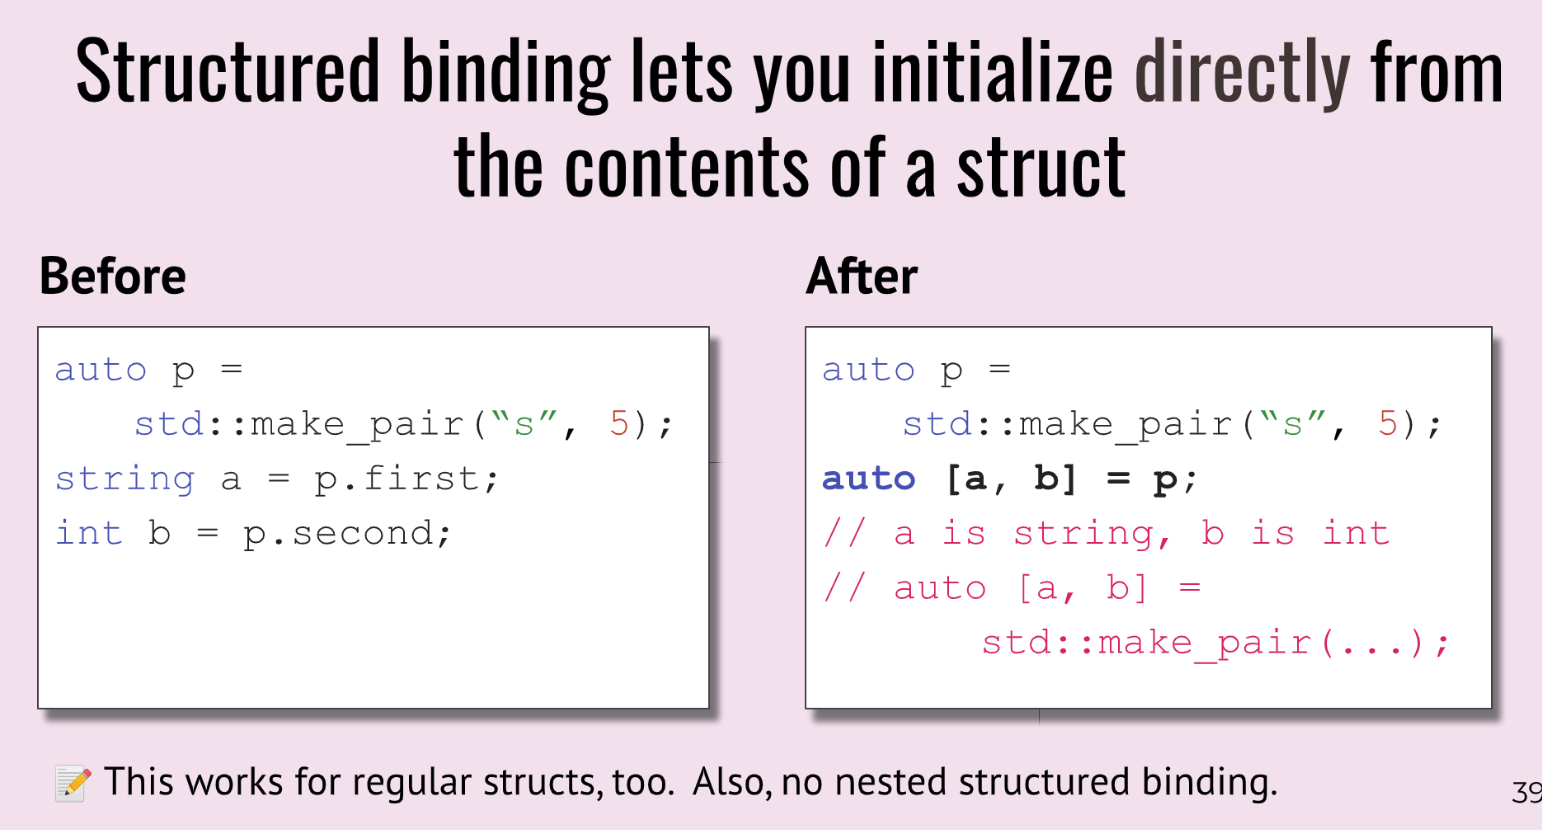 Structured binding lets you initialize directly from
the contents of a struct
Before
auto p =
std::make_pair(“s”, 5);
string a = p.first;
int b = p.second;
After
auto p =
std::make_pair(“s”, 5);
auto [a, b] = p;
// a is string, b is int
// auto [a, b] =
std::make_pair(...);
📝 This works for regular structs, too. Also, no nested structured binding.
39